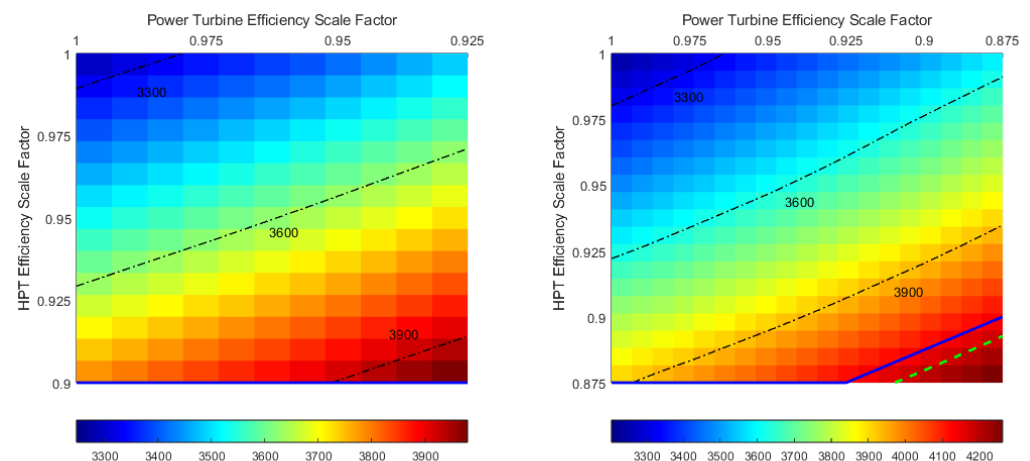 Power Turbine Efficiency Scale Factor
1 0.975 0.95 0.925
HPT Efficiency Scale Factor
1
0.975
0.95
0.925
0.9
3300
3600
3900
3300 3400 3500 3600 3700 3800 3900
Power Turbine Efficiency Scale Factor
1 0.975 0.95 0.925 0.9 0.875
HPT Efficiency Scale Factor
1
0.975
0.95
0.925
0.9
0.875
3300
3600
3900
3300 3400 3500 3600 3700 3800 3900 4000 4100 4200